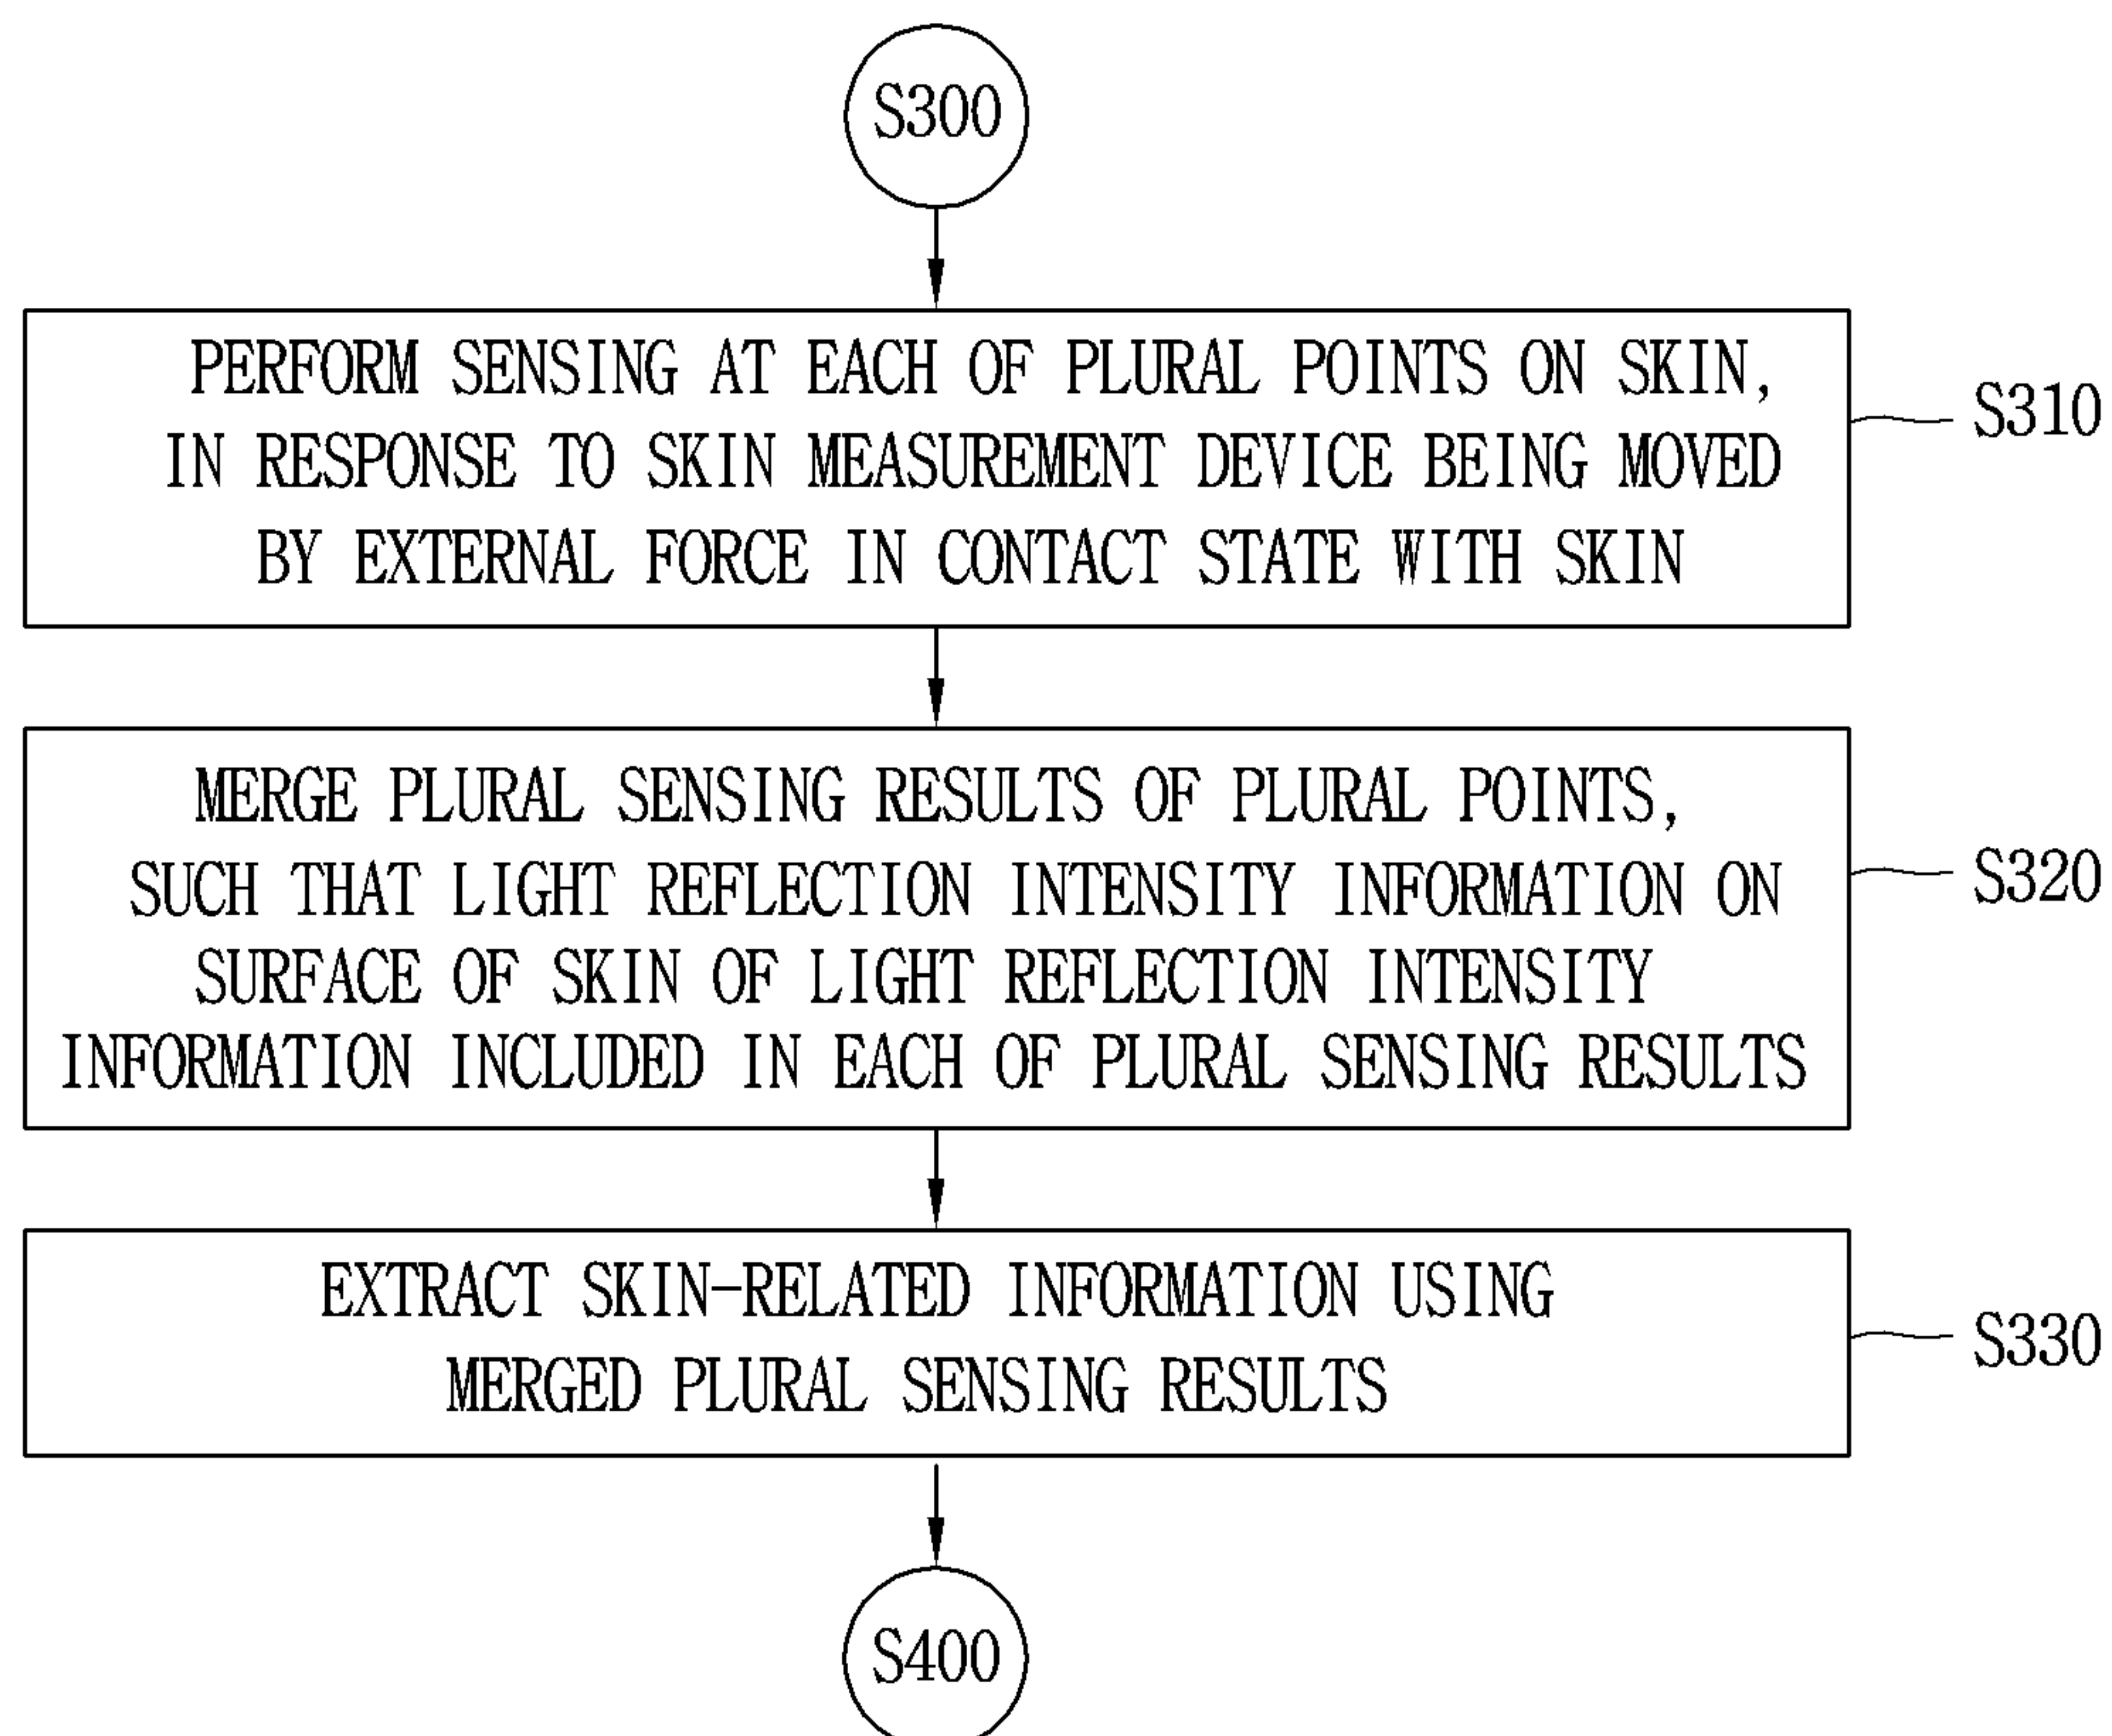 S300
PERFORM SENSING AT EACH OF PLURAL POINTS ON SKIN,
IN RESPONSE TO SKIN MEASUREMENT DEVICE BEING MOVED
BY EXTERNAL FORCE IN CONTACT STATE WITH SKIN
S310
MERGE PLURAL SENSING RESULTS OF PLURAL POINTS,
SUCH THAT LIGHT REFLECTION INTENSITY INFORMATION ON
SURFACE OF SKIN OF LIGHT REFLECTION INTENSITY
INFORMATION INCLUDED IN EACH OF PLURAL SENSING RESULTS
S320
EXTRACT SKIN-RELATED INFORMATION USING
MERGED PLURAL SENSING RESULTS
S330
S400